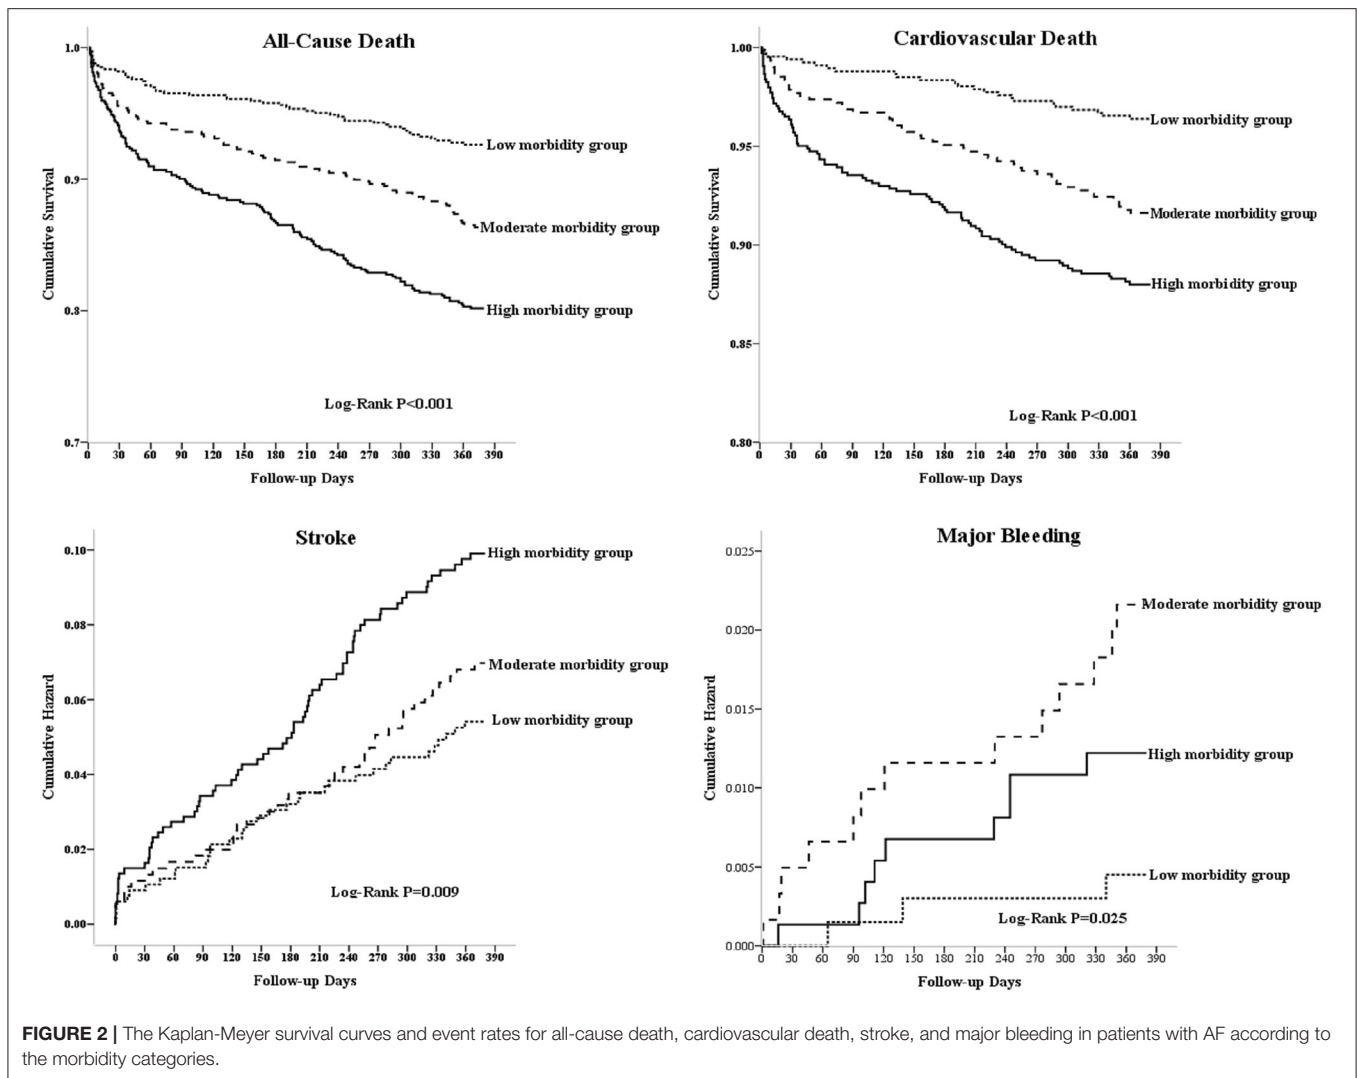 All-Cause Death
1.0
0.9
0.8
0.7
Cumulative Survival
Low morbidity group
Moderate morbidity group
High morbidity group
Log-Rank P<0.001
0 30 60 90 120 150 180 210 240 270 300 330 360 390
Follow-up Days
Cardiovascular Death
1.00
0.95
0.90
0.85
0.80
Cumulative Survival
Low morbidity group
Moderate morbidity group
High morbidity group
Log-Rank P<0.001
0 30 60 90 120 150 180 210 240 270 300 330 360 390
Follow-up Days
Stroke
0.10
0.08
0.06
0.04
0.02
0.00
Cumulative Hazard
High morbidity group
Moderate morbidity group
Low morbidity group
Log-Rank P=0.009
0 30 60 90 120 150 180 210 240 270 300 330 360 390
Follow-up Days
Major Bleeding
0.025
0.020
0.015
0.010
0.005
0.000
Cumulative Hazard
Moderate morbidity group
High morbidity group
Low morbidity group
Log-Rank P=0.025
0 30 60 90 120 150 180 210 240 270 300 330 360 390
Follow-up Days
FIGURE 2 | The Kaplan-Meyer survival curves and event rates for all-cause death, cardiovascular death, stroke, and major bleeding in patients with AF according to
the morbidity categories.